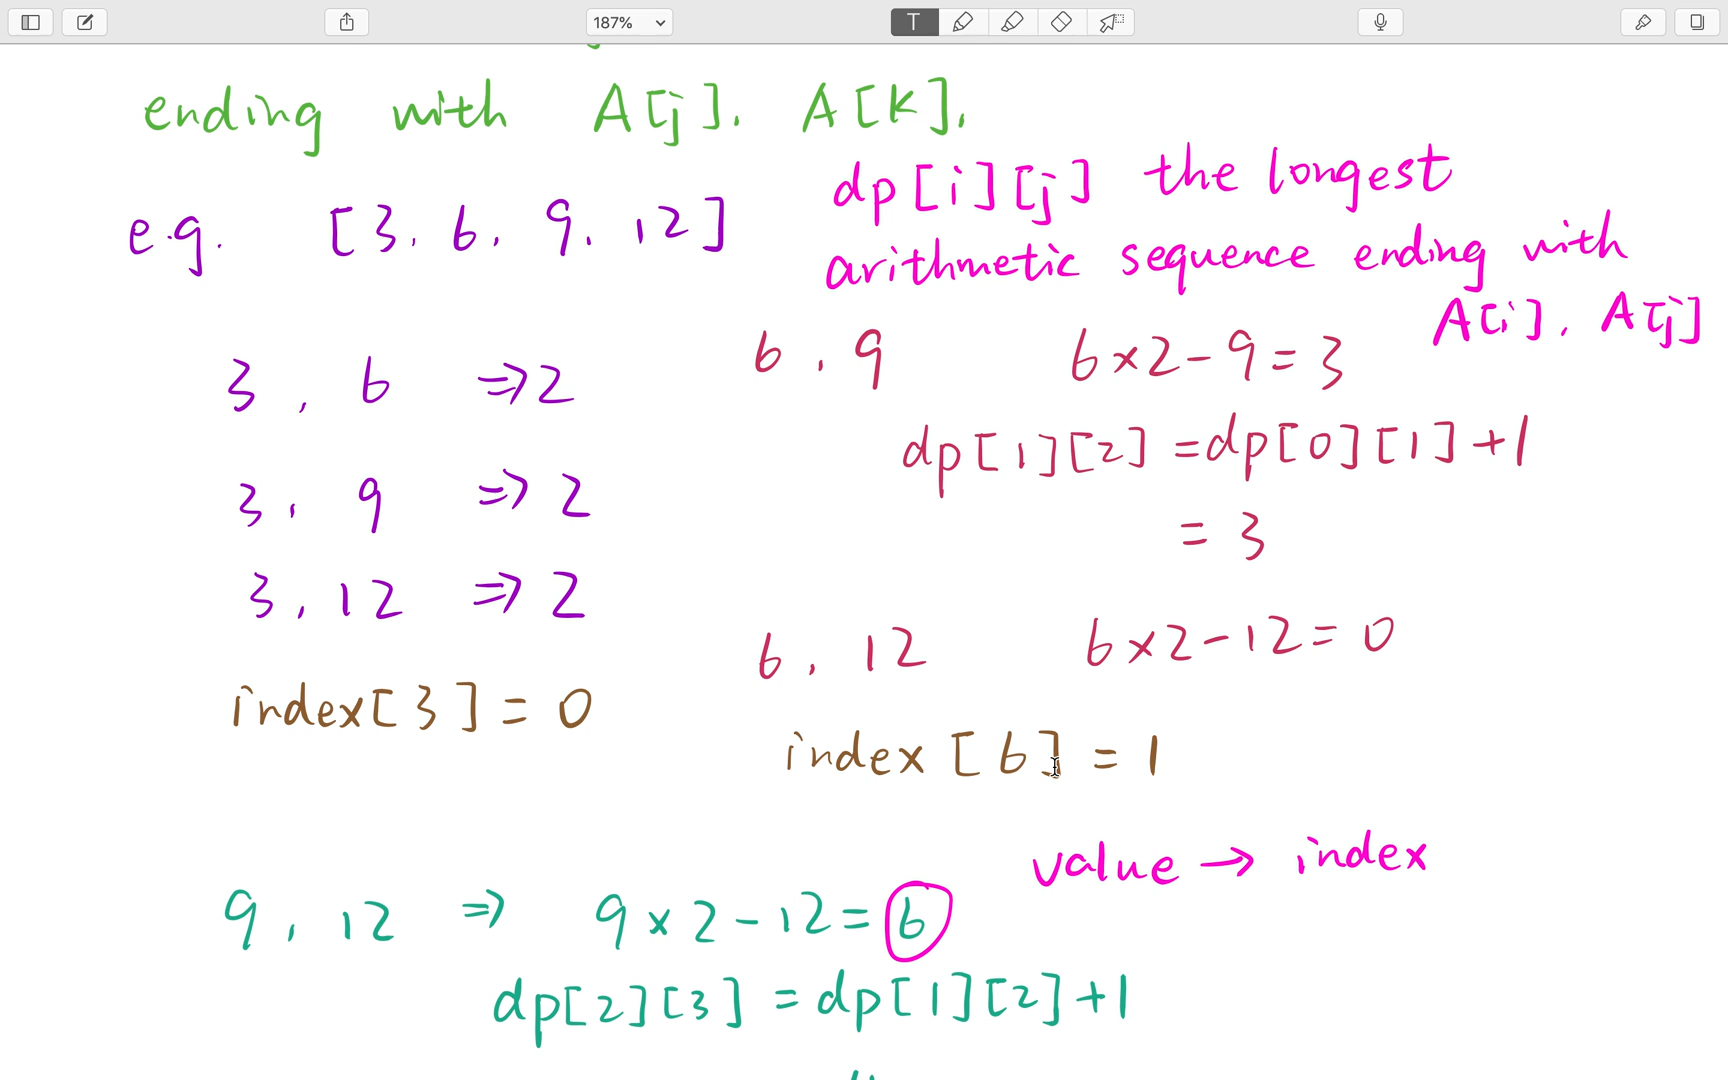 187%
T
ending with A[j], A[k],
e.g. [3, 6, 9, 12]
dp[i][j] the longest
arithmetic sequence ending with
A[i], A[j]
3, 6 => 2
3, 9 => 2
3, 12 => 2
index[3] = 0
6, 9 6×2-9=3
dp[1][2] = dp[0][1]+1
= 3
6, 12 6×2-12=0
index[6] = 1
value → index
9, 12 => 9×2-12=6
dp[2][3] = dp[1][2]+1